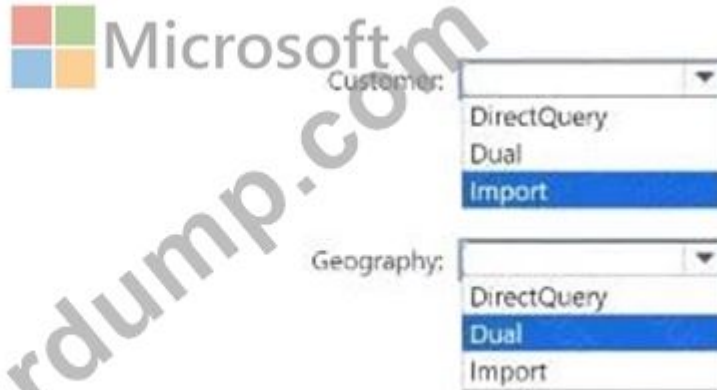 Microsoft
Customer:
DirectQuery
Dual
Import
Geography:
DirectQuery
Dual
Import
rdump.com